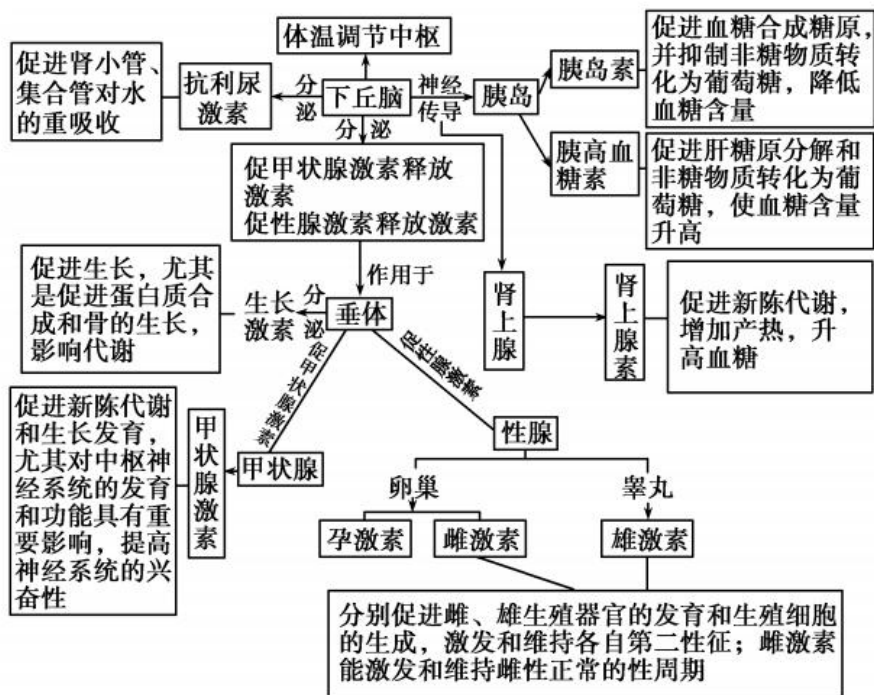 体温调节中枢
促进肾小管、
集合管对水
的重吸收
抗利尿
激素
分
泌
下丘脑
神经
传导
胰岛
胰岛素
促进血糖合成糖原，
并抑制非糖物质转
化为葡萄糖，降低
血糖含量
胰高血
糖素
促进肝糖原分解和
非糖物质转化为葡
萄糖，使血糖含量
升高
分泌
促甲状腺激素释放
激素
促性腺激素释放激素
作用于
促进生长，尤其
是促进蛋白质合
成和骨的生长，
影响代谢
生长
激素
分
泌
垂体
肾上腺
肾上腺素
促进新陈代谢，
增加产热，升
高血糖
促甲状腺激素
促性腺激素
促进新陈代谢
和生长发育，
尤其对中枢神
经系统的发育
和功能具有重
要影响，提高
神经系统的兴
奋性
甲状腺激素
甲状腺
性腺
卵巢
睾丸
孕激素
雌激素
雄激素
分别促进雌、雄生殖器官的发育和生殖细胞
的生成，激发和维持各自第二性征；雌激素
能激发和维持雌性正常的性周期